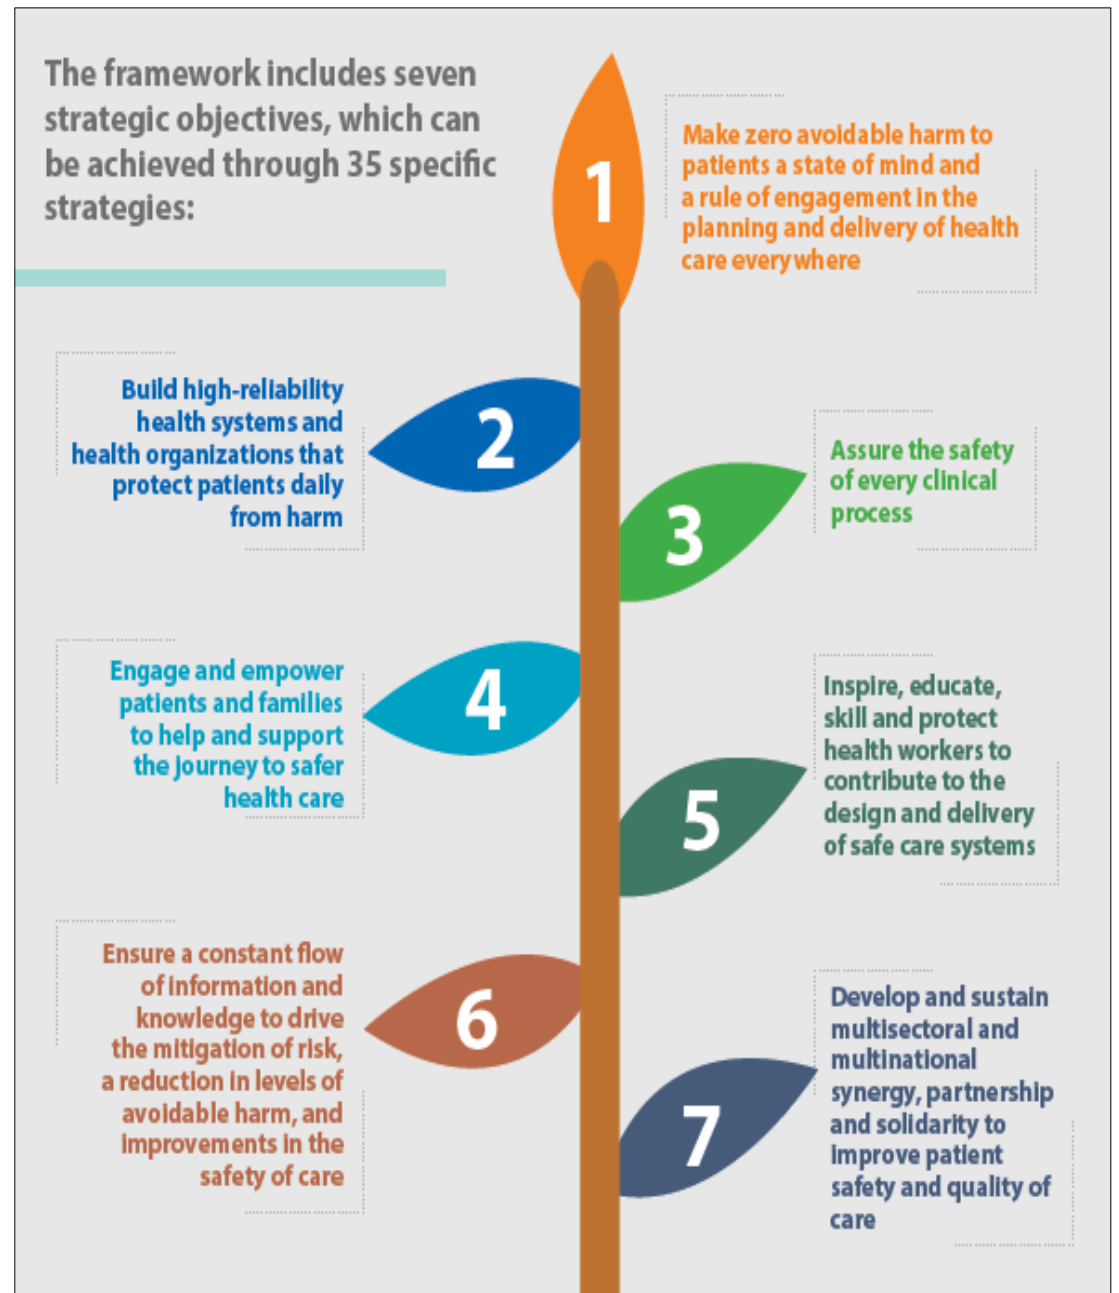 The framework includes seven
strategic objectives, which can
be achieved through 35 specific
strategies:
1
Make zero avoidable harm to
patients a state of mind and
a rule of engagement in the
planning and delivery of health
care everywhere
2
Build high-reliability
health systems and
health organizations that
protect patients daily
from harm
3
Assure the safety
of every clinical
process
4
Engage and empower
patients and families
to help and support
the journey to safer
health care
5
Inspire, educate,
skill and protect
health workers to
contribute to the
design and delivery
of safe care systems
6
Ensure a constant flow
of information and
knowledge to drive
the mitigation of risk,
a reduction in levels of
avoidable harm, and
improvements in the
safety of care
7
Develop and sustain
multisectoral and
multinational
synergy, partnership
and solidarity to
improve patient
safety and quality of
care